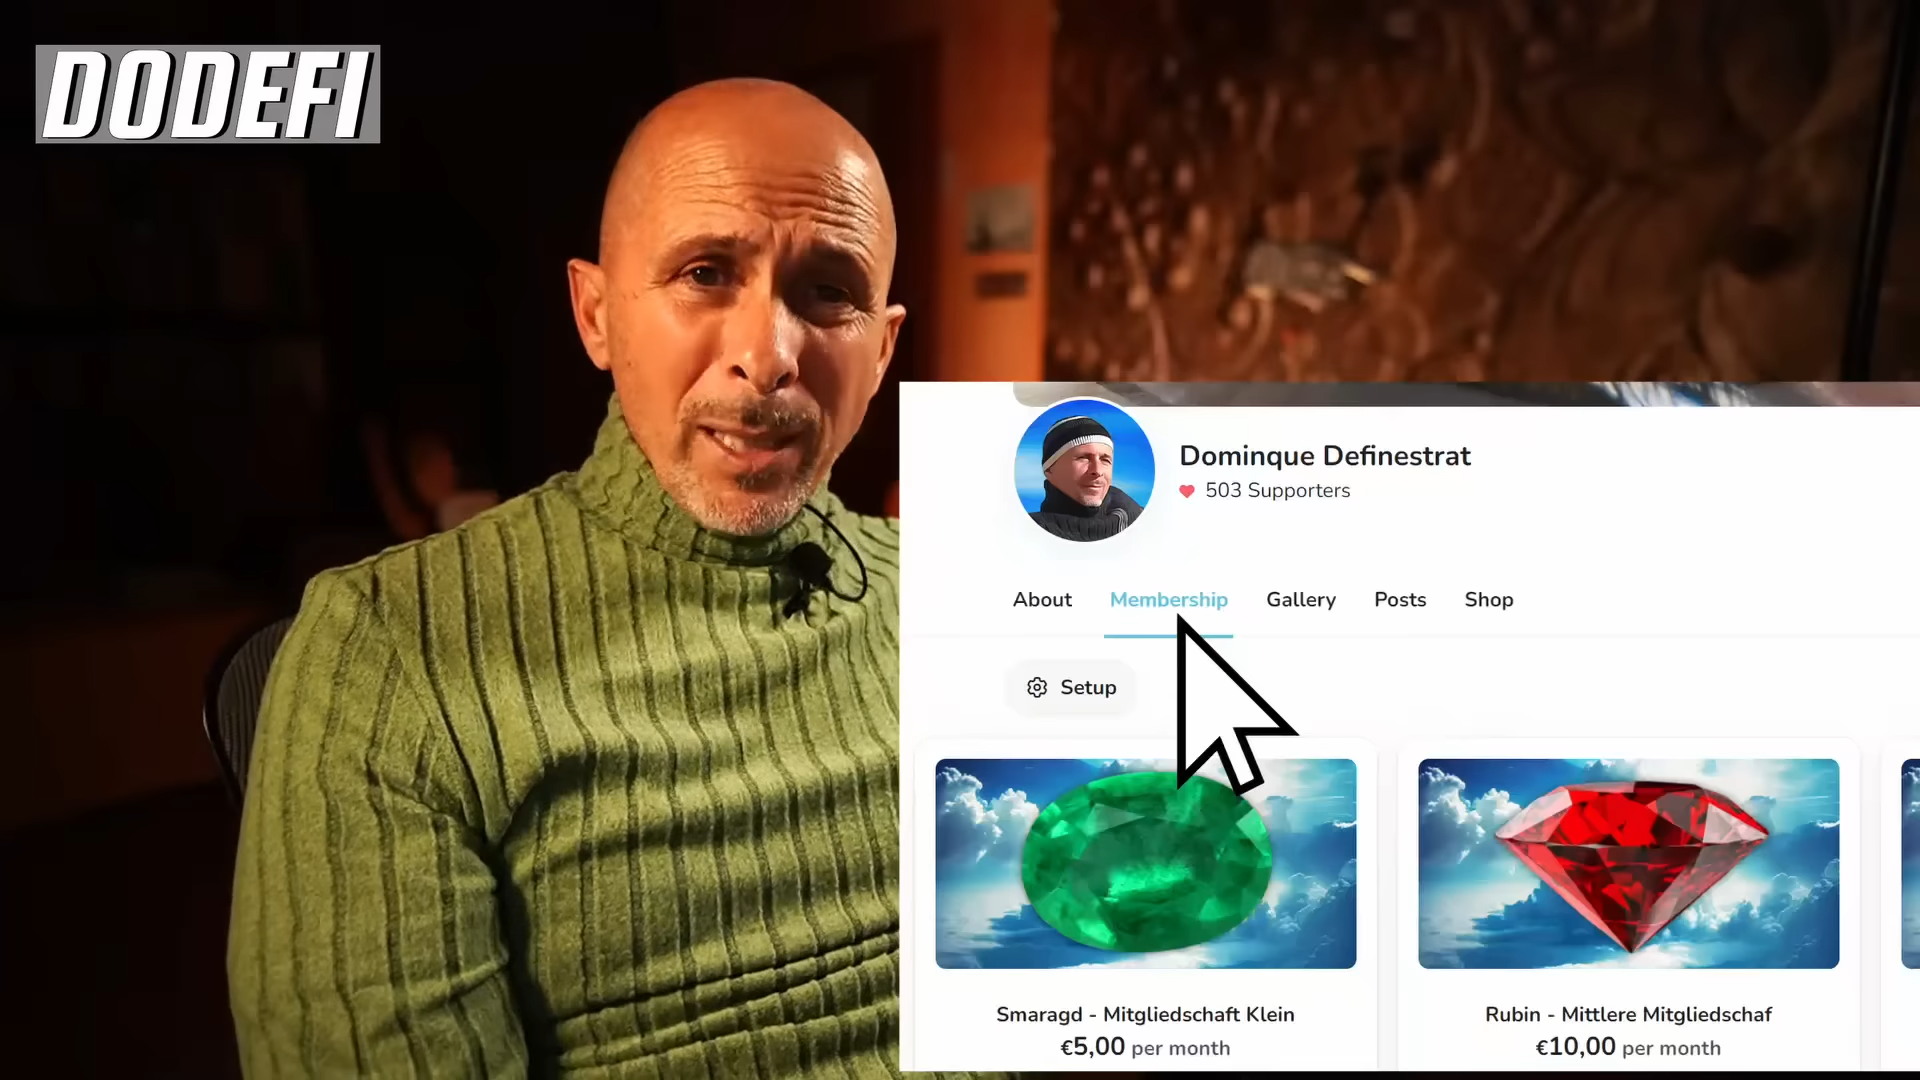 DODEFI
Dominque Definestrat
503 Supporters
About Membership Gallery Posts Shop
Setup
Smaragd - Mitgliedschaft Klein
€5,00 per month
Rubin - Mittlere Mitgliedschaf
€10,00 per month